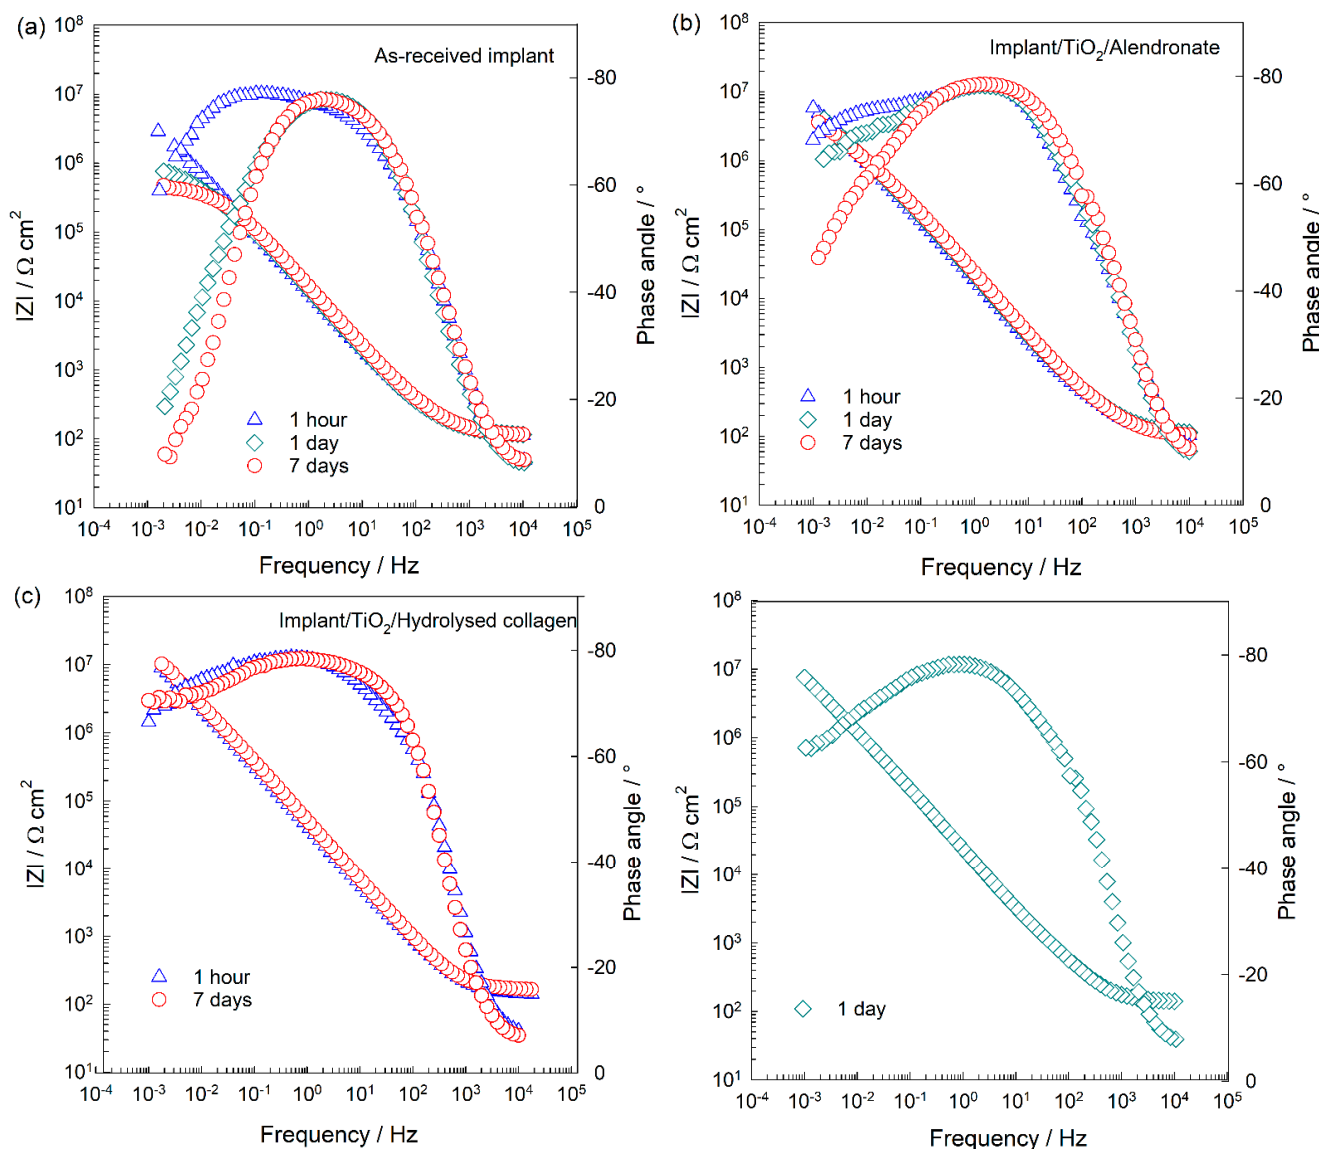 (a)
As-received implant
10⁸
10⁷
10⁶
10⁵
10⁴
10³
10²
10¹
|Z| / Ω cm²
-80
-60
-40
-20
0
Phase angle / °
1 hour
1 day
7 days
10⁻⁴ 10⁻³ 10⁻² 10⁻¹ 10⁰ 10¹ 10² 10³ 10⁴ 10⁵
Frequency / Hz
(b)
Implant/TiO₂/Alendronate
10⁸
10⁷
10⁶
10⁵
10⁴
10³
10²
10¹
|Z| / Ω cm²
-80
-60
-40
-20
0
Phase angle / °
1 hour
1 day
7 days
10⁻⁴ 10⁻³ 10⁻² 10⁻¹ 10⁰ 10¹ 10² 10³ 10⁴ 10⁵
Frequency / Hz
(c)
Implant/TiO₂/Hydrolysed collagen
10⁸
10⁷
10⁶
10⁵
10⁴
10³
10²
10¹
|Z| / Ω cm²
-80
-60
-40
-20
0
Phase angle / °
1 hour
7 days
10⁻⁴ 10⁻³ 10⁻² 10⁻¹ 10⁰ 10¹ 10² 10³ 10⁴ 10⁵
Frequency / Hz
10⁸
10⁷
10⁶
10⁵
10⁴
10³
10²
10¹
|Z| / Ω cm²
-80
-60
-40
-20
0
Phase angle / °
1 day
10⁻⁴ 10⁻³ 10⁻² 10⁻¹ 10⁰ 10¹ 10² 10³ 10⁴ 10⁵
Frequency / Hz